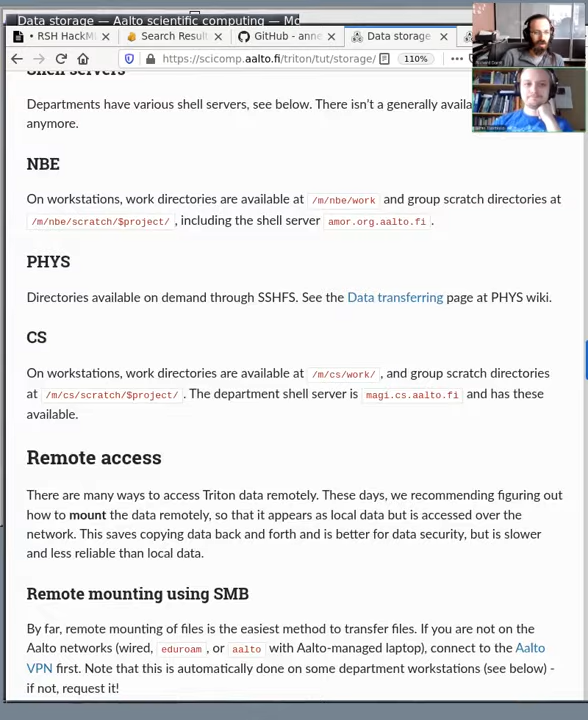 Data storage — Aalto scientific computing — Mo
• RSH HackM
Search Result
GitHub - anne
Data storage
https://scicomp.aalto.fi/triton/tut/storage/
110%
Shell servers
Departments have various shell servers, see below. There isn't a generally
anymore.
NBE
On workstations, work directories are available at /m/nbe/work and group scratch directories at
/m/nbe/scratch/$project/ , including the shell server amor.org.aalto.fi.
PHYS
Directories available on demand through SSHFS. See the Data transferring page at PHYS wiki.
CS
On workstations, work directories are available at /m/cs/work/ , and group scratch directories
at /m/cs/scratch/$project/ . The department shell server is magi.cs.aalto.fi and has these
available.
Remote access
There are many ways to access Triton data remotely. These days, we recommending figuring out
how to mount the data remotely, so that it appears as local data but is accessed over the
network. This saves copying data back and forth and is better for data security, but is slower
and less reliable than local data.
Remote mounting using SMB
By far, remote mounting of files is the easiest method to transfer files. If you are not on the
Aalto networks (wired, eduroam , or aalto with Aalto-managed laptop), connect to the Aalto
VPN first. Note that this is automatically done on some department workstations (see below) -
if not, request it!